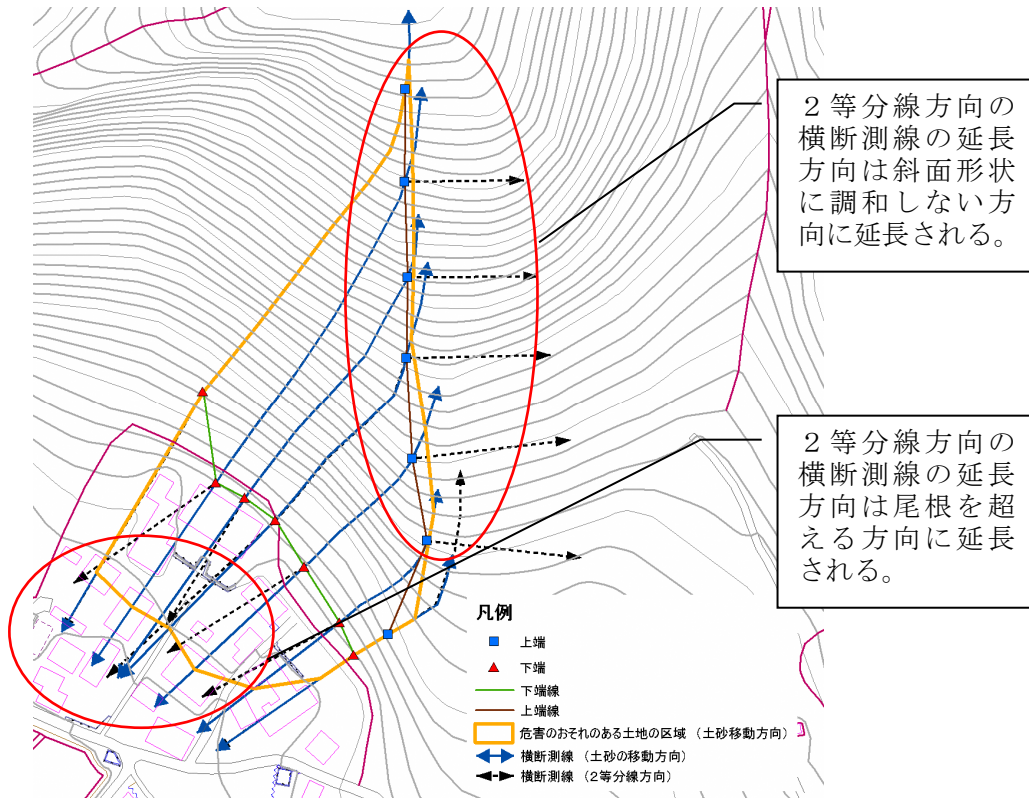 ２等分線方向の
横断測線の延長
方向は斜面形状
に調和しない方
向に延長される。
２等分線方向の
横断測線の延長
方向は尾根を超
える方向に延長
される。
凡例
上端
下端
下端線
上端線
危害のおそれのある土地の区域（土砂移動方向）
横断測線（土砂の移動方向）
横断測線（２等分線方向）